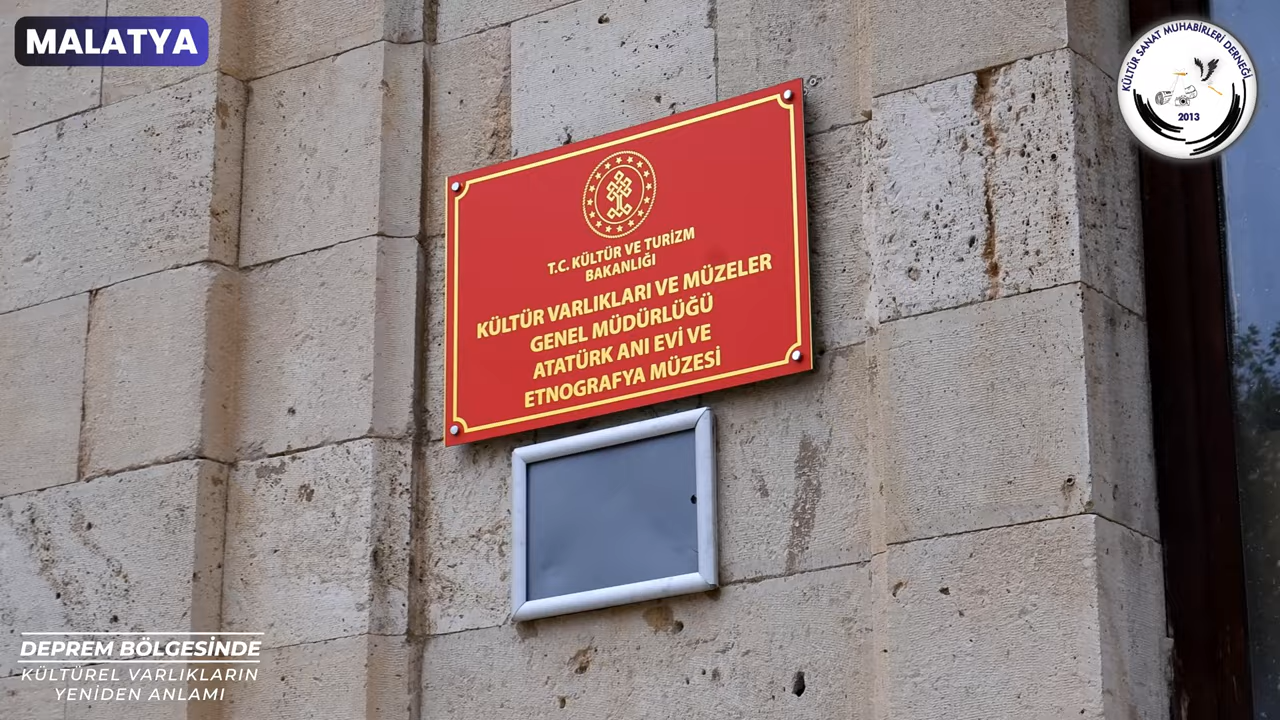 MALATYA
KÜLTÜR SANAT MUHABİRLERİ DERNEĞİ
2013
T.C. KÜLTÜR VE TURİZM
BAKANLIĞI
KÜLTÜR VARLIKLARI VE MÜZELER
GENEL MÜDÜRLÜĞÜ
ATATÜRK ANI EVİ VE
ETNOGRAFYA MÜZESİ
DEPREM BÖLGESİNDE
KÜLTÜREL VARLIKLARIN
YENİDEN ANLAMI